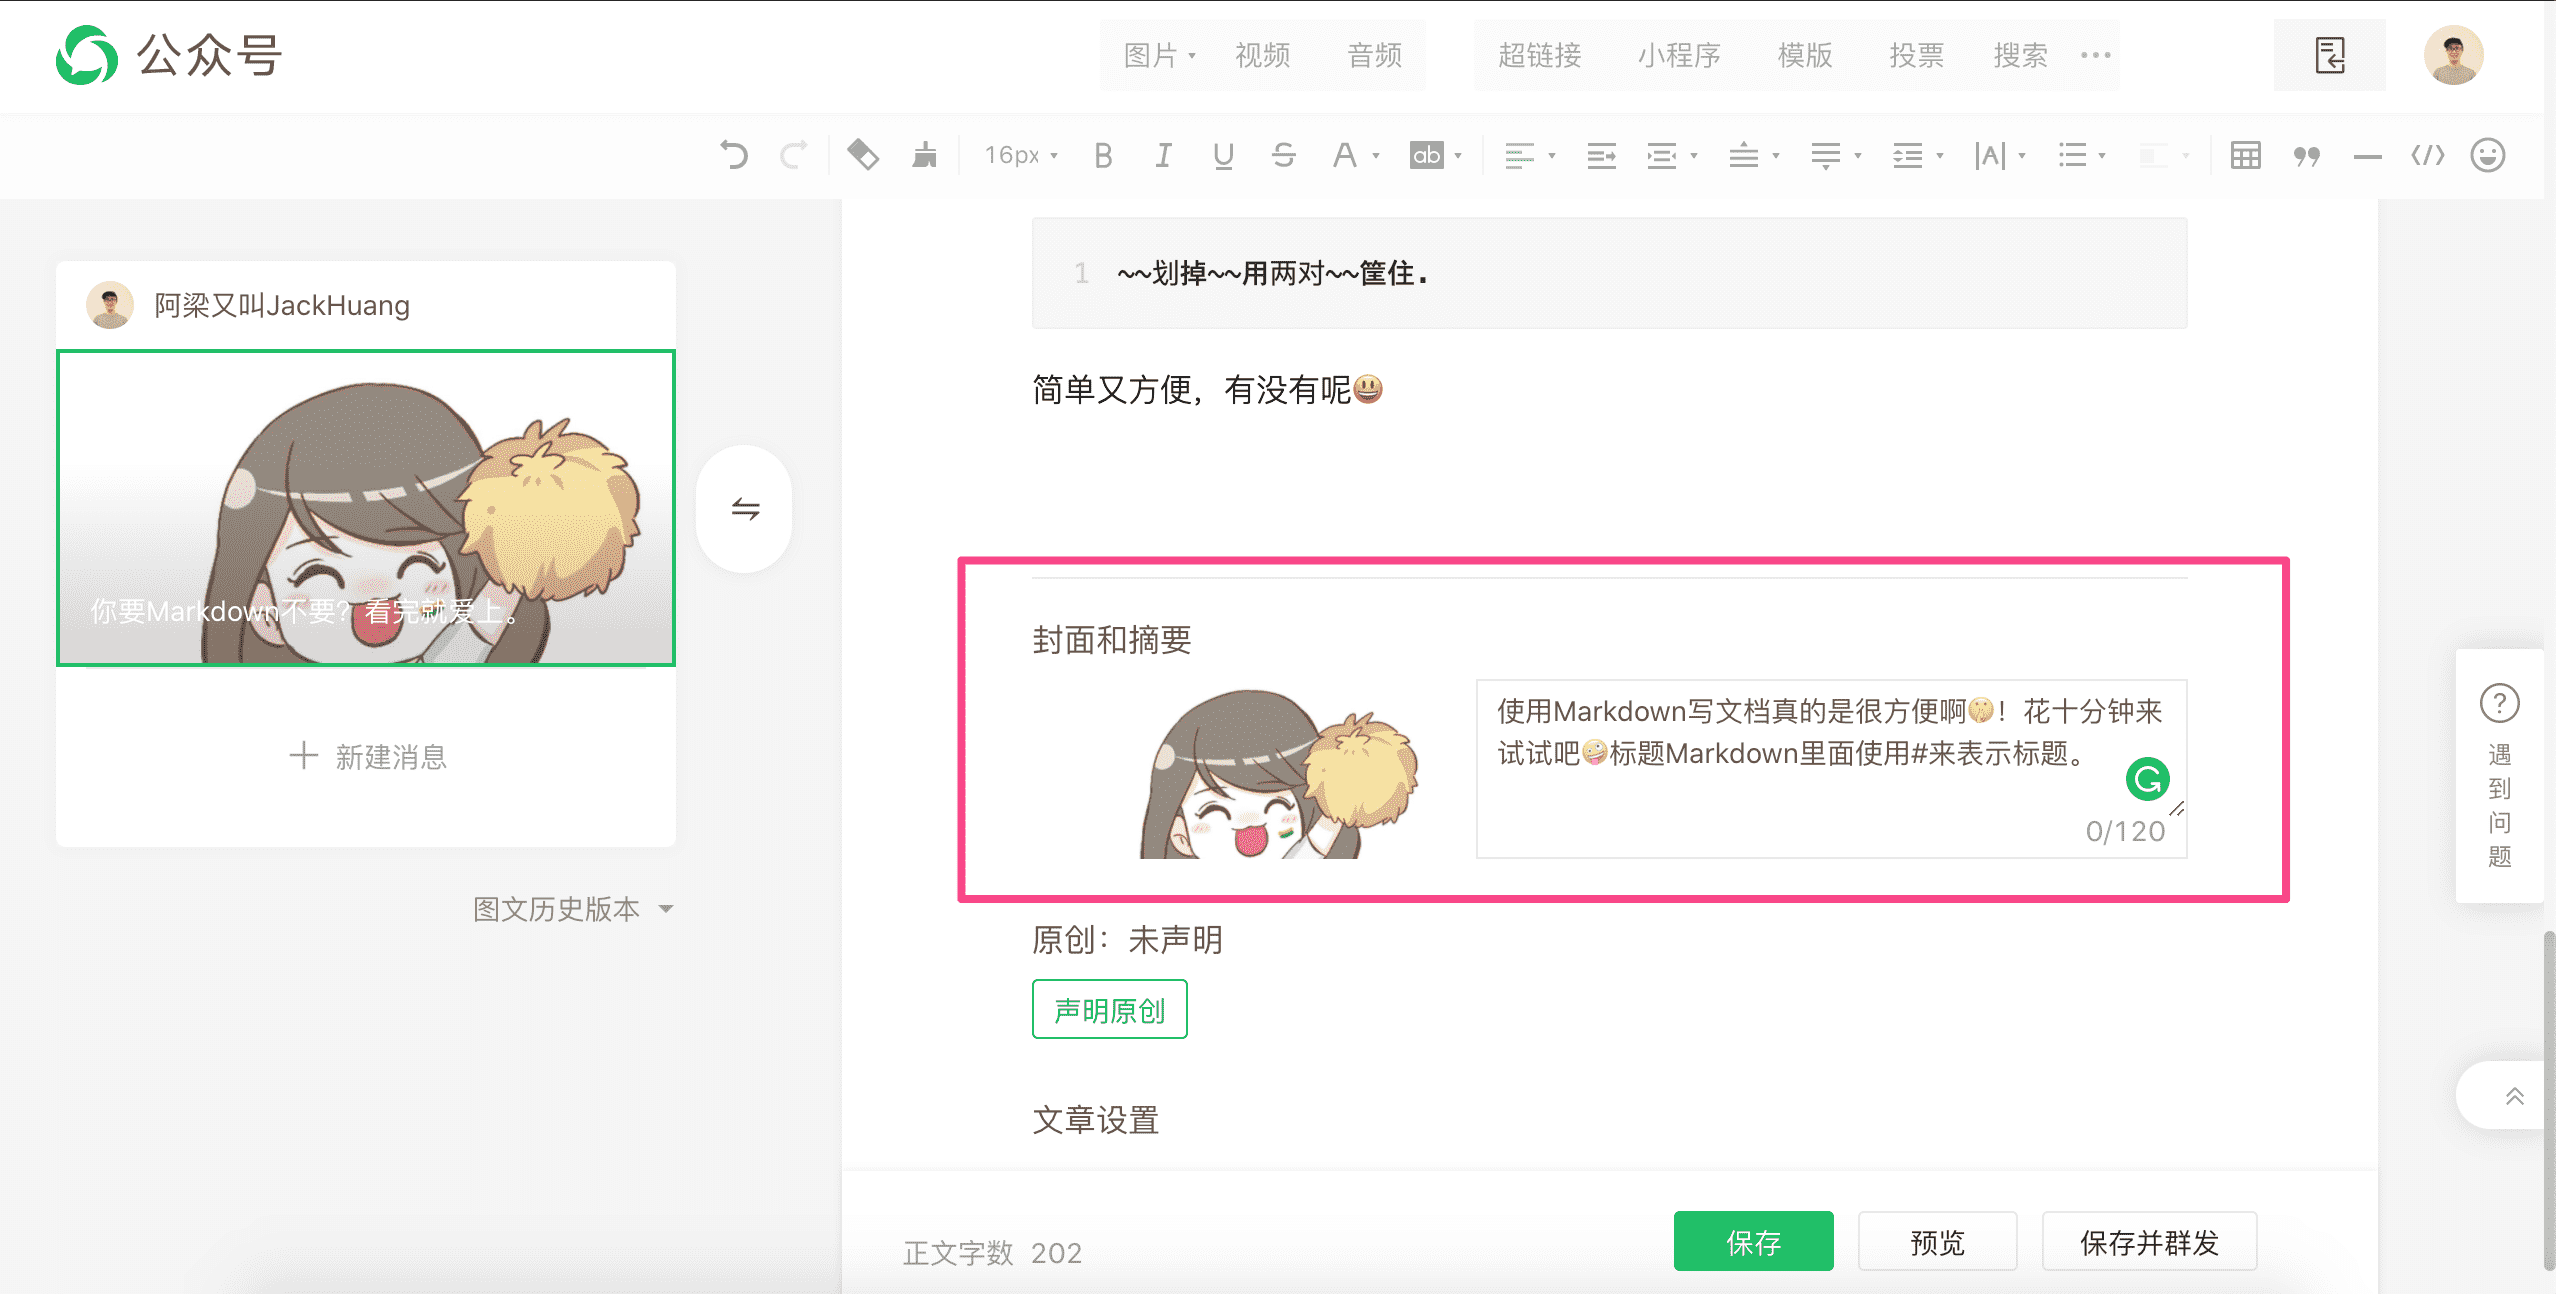 公众号
图片 视频 音频 超链接 小程序 模版 投票 搜索 ···
16px B I U S A ab A
阿梁又叫JackHuang
你要Markdown不要？看完就爱上。
新建消息
图文历史版本
1 ~~划掉~~用两对~~筐住.
简单又方便，有没有呢😃
封面和摘要
使用Markdown写文档真的是很方便啊🤫！花十分钟来
试试吧🤪标题Markdown里面使用#来表示标题。
0/120
原创：未声明
声明原创
文章设置
正文字数 202
保存 预览 保存并群发
遇到问题